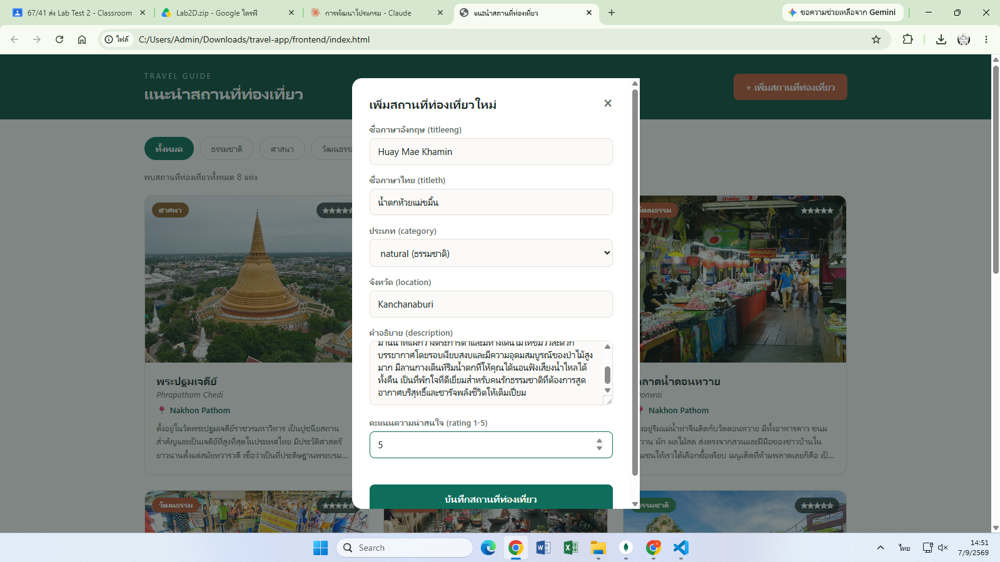 67/41 ส่ง Lab Test 2 - Classroom
Lab2D.zip - Google ไดรฟ์
การพัฒนาโปรแกรม - Claude
แนะนำสถานที่ท่องเที่ยว
ขอความช่วยเหลือจาก Gemini
ไฟล์
C:/Users/Admin/Downloads/travel-app/frontend/index.html
TRAVEL GUIDE
แนะนำสถานที่ท่องเที่ยว
+ เพิ่มสถานที่ท่องเที่ยว
ทั้งหมด
ธรรมชาติ
ศาสนา
วัฒนธรรม
พบสถานที่ท่องเที่ยวทั้งหมด 8 แห่ง
เพิ่มสถานที่ท่องเที่ยวใหม่
ชื่อภาษาอังกฤษ (titleeng)
Huay Mae Khamin
ชื่อภาษาไทย (titleth)
น้ำตกห้วยแม่ขมิ้น
ประเภท (category)
natural (ธรรมชาติ)
จังหวัด (location)
Kanchanaburi
คำอธิบาย (description)
บรรยากาศโดยรอบเงียบสงบและมีความอุดมสมบูรณ์ของป่าไม้สูง
มาก มีลานกางเต็นท์ริมน้ำตกที่ให้คุณได้นอนฟังเสียงน้ำไหลได้
ทั้งคืน เป็นที่พักใจที่ดีเยี่ยมสำหรับคนรักธรรมชาติที่ต้องการสูด
อากาศบริสุทธิ์และชาร์จพลังชีวิตให้เต็มเปี่ยม
คะแนนความน่าสนใจ (rating 1-5)
5
บันทึกสถานที่ท่องเที่ยว
ศาสนา
★★★★★
พระปฐมเจดีย์
Phrapathom Chedi
Nakhon Pathom
ตั้งอยู่ในวัดพระปฐมเจดีย์ราชวรมหาวิหาร เป็นปูชนียสถาน
สำคัญและเป็นเจดีย์ที่สูงที่สุดในประเทศไทย มีประวัติศาสตร์
ยาวนานตั้งแต่สมัยทวารวดี เชื่อว่าเป็นที่ประดิษฐานพระบรม...
ัฒนธรรม
★★★★★
ลาดน้ำดอนหวาย
Donwai
Nakhon Pathom
งอยู่ริมแม่น้ำท่าจีนติดกับวัดดอนหวาย มีทั้งอาหารคาว ขนม
วาน ผัก ผลไม้สด ส่งตรงจากสวนและฝีมือของชาวบ้านใน
มชนให้เราได้เลือกซื้อเพียบ เมนูเด็ดที่ห้ามพลาดเลยก็คือ เป็...
วัฒนธรรม
★★★★
ธรรมชาติ
★★★★☆
Search
ไทย
14:51
7/9/2569